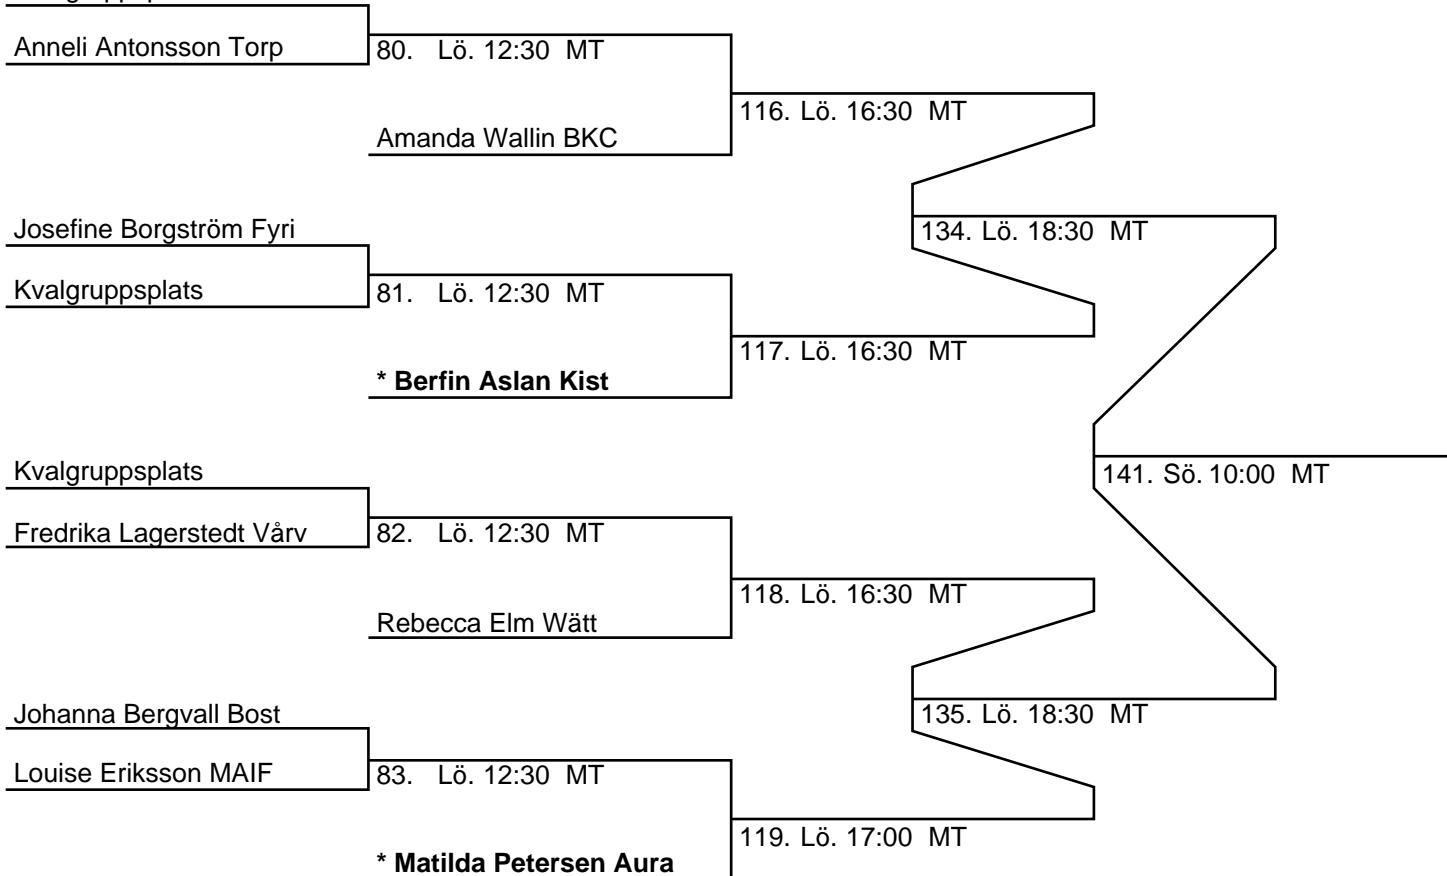 Anneli Antonsson Torp
80. Lö. 12:30 MT
116. Lö. 16:30 MT
Amanda Wallin BKC
Josefine Borgström Fyri
134. Lö. 18:30 MT
Kvalgruppsplats
81. Lö. 12:30 MT
117. Lö. 16:30 MT
* Berfin Aslan Kist
Kvalgruppsplats
141. Sö. 10:00 MT
Fredrika Lagerstedt Vårv
82. Lö. 12:30 MT
118. Lö. 16:30 MT
Rebecca Elm Wätt
Johanna Bergvall Bost
135. Lö. 18:30 MT
Louise Eriksson MAIF
83. Lö. 12:30 MT
119. Lö. 17:00 MT
* Matilda Petersen Aura